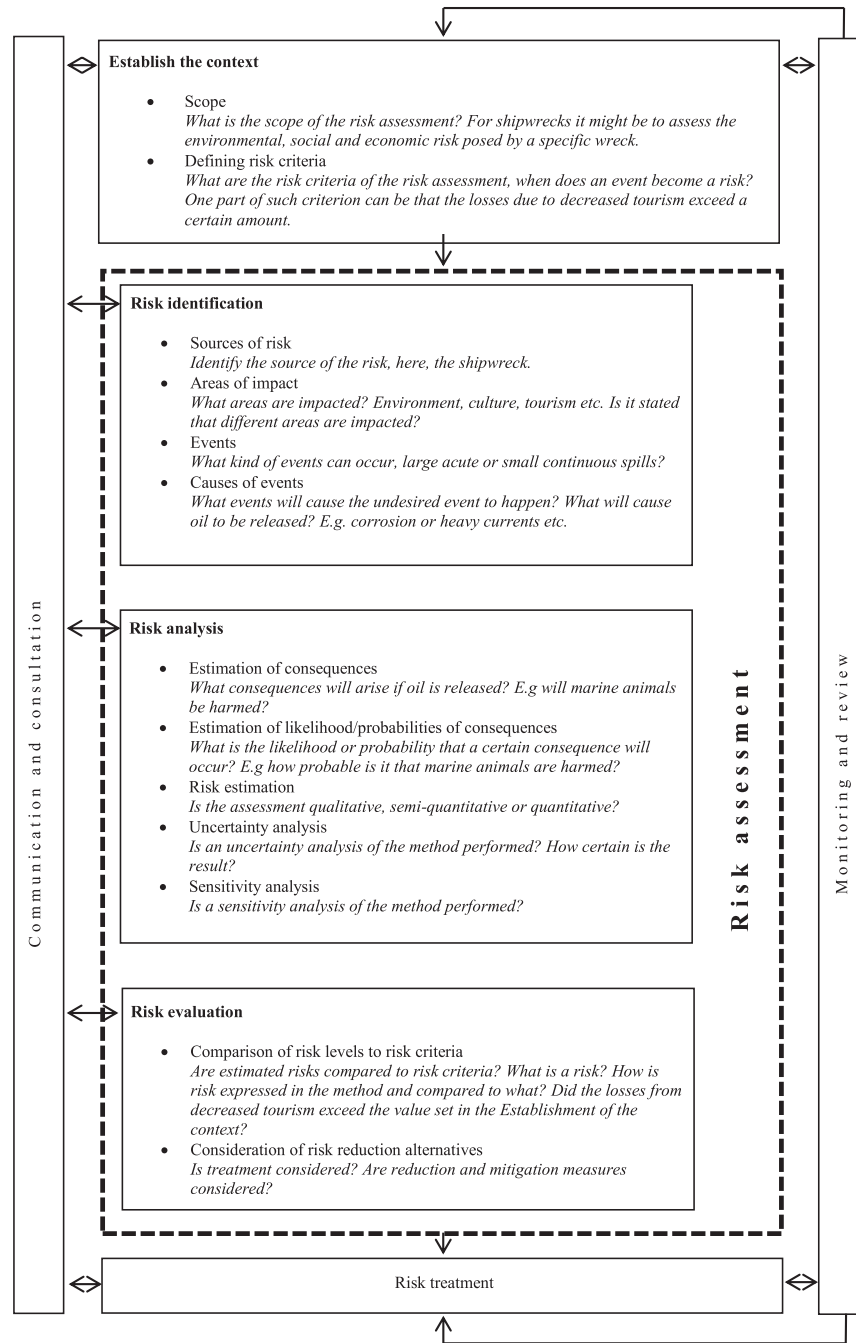 Establish the context
• Scope
What is the scope of the risk assessment? For shipwrecks it might be to assess the
environmental, social and economic risk posed by a specific wreck.
• Defining risk criteria
What are the risk criteria of the risk assessment, when does an event become a risk?
One part of such criterion can be that the losses due to decreased tourism exceed a
certain amount.
Risk identification
• Sources of risk
Identify the source of the risk, here, the shipwreck.
• Areas of impact
What areas are impacted? Environment, culture, tourism etc. Is it stated
that different areas are impacted?
• Events
What kind of events can occur, large acute or small continuous spills?
• Causes of events
What events will cause the undesired event to happen? What will cause
oil to be released? E.g. corrosion or heavy currents etc.
Risk analysis
• Estimation of consequences
What consequences will arise if oil is released? E.g will marine animals
be harmed?
• Estimation of likelihood/probabilities of consequences
What is the likelihood or probability that a certain consequence will
occur? E.g how probable is it that marine animals are harmed?
• Risk estimation
Is the assessment qualitative, semi-quantitative or quantitative?
• Uncertainty analysis
Is an uncertainty analysis of the method performed? How certain is the
result?
• Sensitivity analysis
Is a sensitivity analysis of the method performed?
Risk evaluation
• Comparison of risk levels to risk criteria
Are estimated risks compared to risk criteria? What is a risk? How is
risk expressed in the method and compared to what? Did the losses from
decreased tourism exceed the value set in the Establishment of the
context?
• Consideration of risk reduction alternatives
Is treatment considered? Are reduction and mitigation measures
considered?
Risk treatment
Communication and consultation
Risk assessment
Monitoring and review